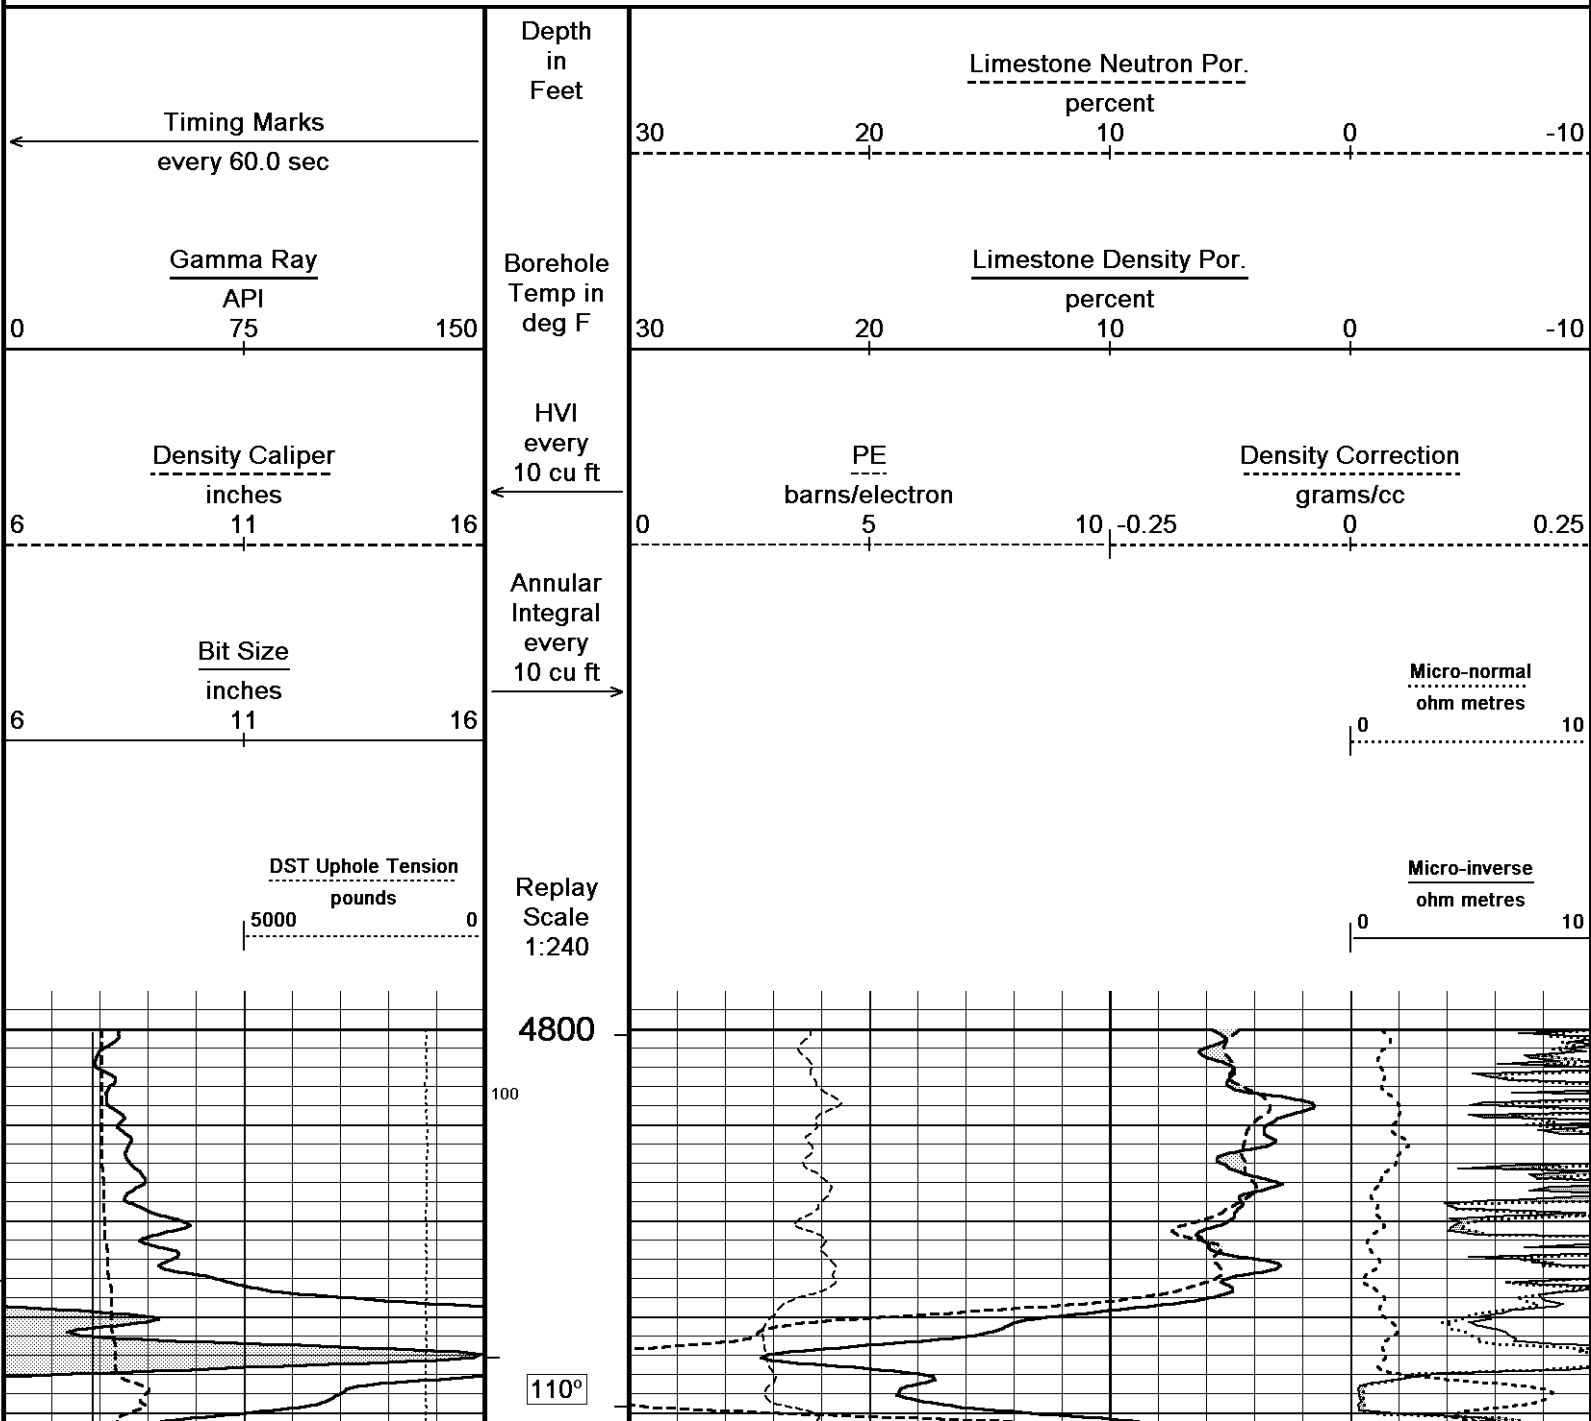 Timing Marks
every 60.0 sec
Gamma Ray
API
0 75 150
Density Caliper
inches
6 11 16
Bit Size
inches
6 11 16
DST Uphole Tension
pounds
5000 0
Depth
in
Feet
Borehole
Temp in
deg F
HVI
every
10 cu ft
Annular
Integral
every
10 cu ft
Replay
Scale
1:240
Limestone Neutron Por.
percent
30 20 10 0 -10
Limestone Density Por.
percent
30 20 10 0 -10
PE
barns/electron
0 5 10
Density Correction
grams/cc
-0.25 0 0.25
Micro-normal
ohm metres
0 10
Micro-inverse
ohm metres
0 10
4800
100
110º